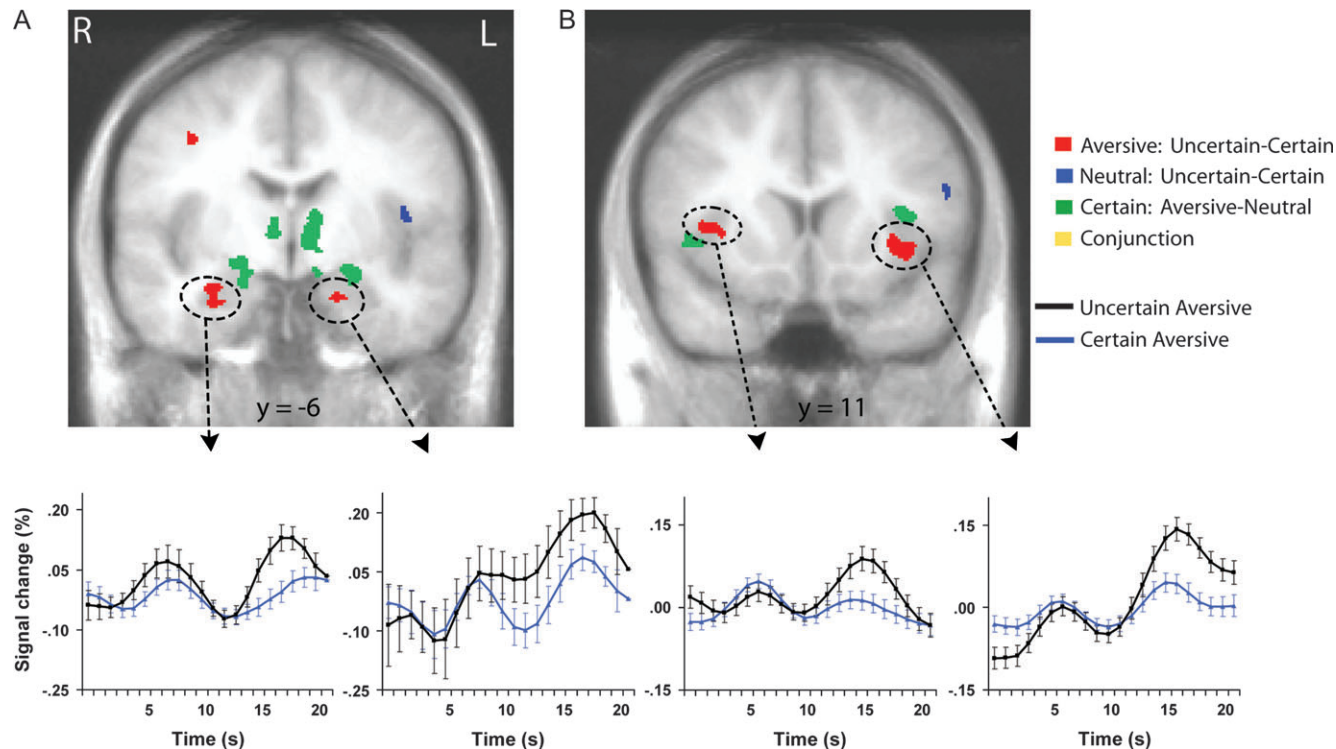 A
R
L
y = -6
B
y = 11
Aversive: Uncertain-Certain
Neutral: Uncertain-Certain
Certain: Aversive-Neutral
Conjunction
Uncertain Aversive
Certain Aversive
Signal change (%)
.20
.05
-.10
-.25
5 10 15 20
Time (s)
.20
.05
-.10
-.25
5 10 15 20
Time (s)
.15
.00
-.15
5 10 15 20
Time (s)
.15
.00
-.15
5 10 15 20
Time (s)